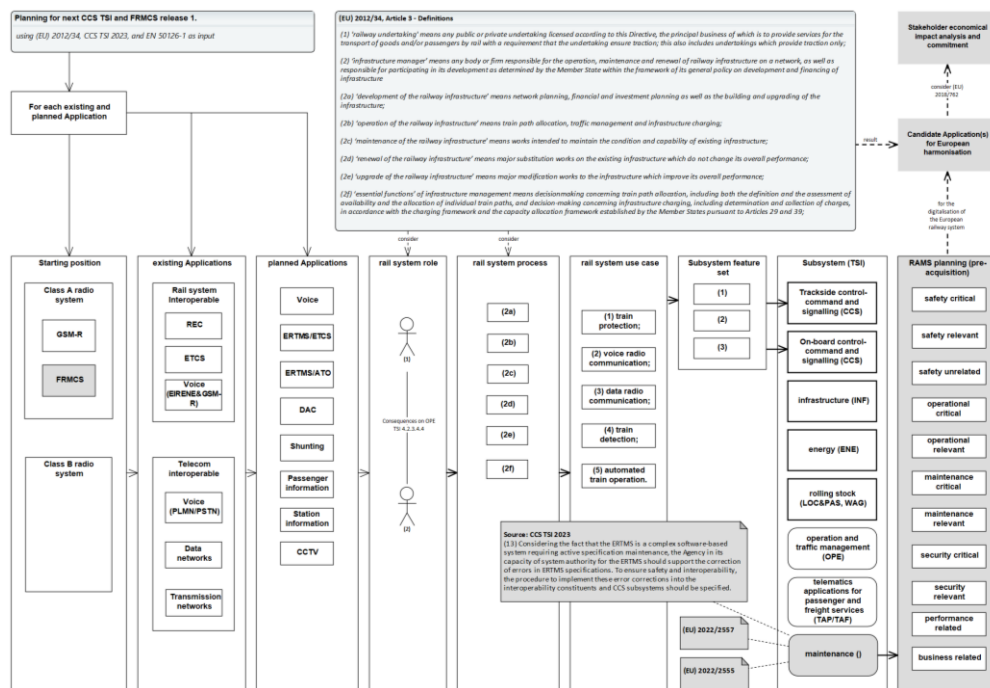 Planning for next CCS TSI and FRMCS release 1.
using (EU) 2012/34, CCS TSI 2023, and EN 50126-1 as input
For each existing and
planned Application
(EU) 2012/34, Article 3 - Definitions
(1) 'railway undertaking' means any public or private undertaking licensed according to this Directive, the principal business of which is to provide services for the
transport of goods and/or passengers by rail with a requirement that the undertaking ensure traction; this also includes undertakings which provide traction only;
(2) 'infrastructure manager' means any body or firm responsible for the operation, maintenance and renewal of railway infrastructure on a network, as well as
responsible for participating in its development as determined by the Member State within the framework of its general policy on development and financing of
infrastructure
(2a) 'development of the railway infrastructure' means network planning, financial and investment planning as well as the building and upgrading of the
infrastructure;
(2b) 'operation of the railway infrastructure' means train path allocation, traffic management and infrastructure charging;
(2c) 'maintenance of the railway infrastructure' means works intended to maintain the condition and capability of existing infrastructure;
(2d) 'renewal of the railway infrastructure' means major substitution works on the existing infrastructure which do not change its overall performance;
(2e) 'upgrade of the railway infrastructure' means major modification works to the infrastructure which improve its overall performance;
(2f) 'essential functions' of infrastructure management means decisionmaking concerning train path allocation, including both the definition and the assessment of
availability and the allocation of individual train paths, and decision-making concerning infrastructure charging, including determination and collection of charges,
in accordance with the charging framework and the capacity allocation framework established by the Member States pursuant to Articles 29 and 39;
Stakeholder economical
impact analysis and
commitment
consider (EU)
2018/762
result
Candidate Application(s)
for European
harmonisation
for the
digitalisation of
the European
railway system
consider
consider
Starting position
Class A radio
system
GSM-R
FRMCS
Class B radio
system
existing Applications
Rail system
Interoperable
REC
ETCS
Voice
(EIRENE&GSM-
R)
Telecom
interoperable
Voice
(PLMN/PSTN)
Data
networks
Transmission
networks
planned Applications
Voice
ERTMS/ETCS
ERTMS/ATO
DAC
Shunting
Passenger
information
Station
information
CCTV
rail system role
(1)
Consequences on OPE
TSI 4.2.3.4.4
(2)
rail system process
(2a)
(2b)
(2c)
(2d)
(2e)
(2f)
rail system use case
(1) train
protection;
(2) voice radio
communication;
(3) data radio
communication;
(4) train
detection;
(5) automated
train operation.
Subsystem feature
set
(1)
(2)
(3)
Subsystem (TSI)
Trackside control-
command and
signalling (CCS)
On-board control-
command and
signalling (CCS)
infrastructure (INF)
energy (ENE)
rolling stock
(LOC&PAS, WAG)
operation and
traffic management
(OPE)
telematics
applications for
passenger and
freight services
(TAP/TAF)
maintenance ()
RAMS planning (pre-
acquisition)
safety critical
safety relevant
safety unrelated
operational
critical
operational
relevant
maintenance
critical
maintenance
relevant
security critical
security
relevant
performance
related
business related
Source: CCS TSI 2023
(13) Considering the fact that the ERTMS is a complex software-based
system requiring active specification maintenance, the Agency in its
capacity of system authority for the ERTMS should support the correction
of errors in ERTMS specifications. To ensure safety and interoperability,
the procedure to implement these error corrections into the
interoperability constituents and CCS subsystems should be specified.
(EU) 2022/2557
(EU) 2022/2555